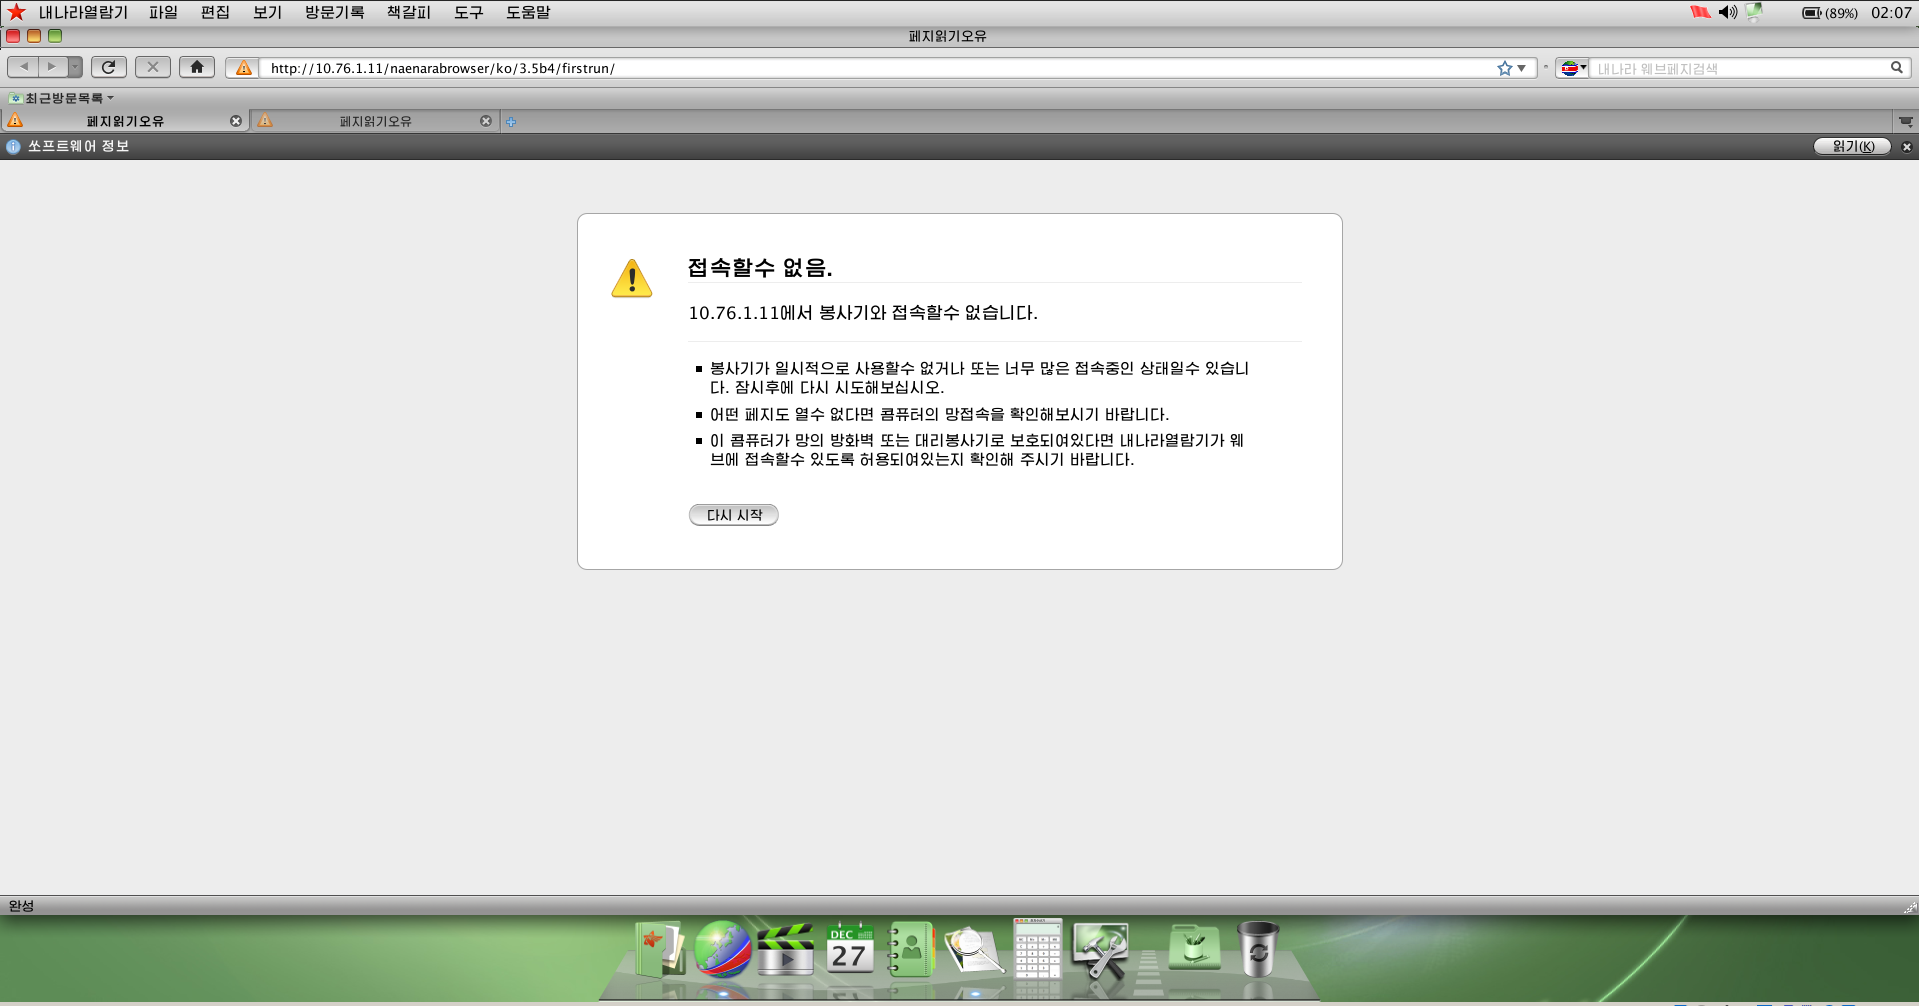 내나라열람기 파일 편집 보기 방문기록 책갈피 도구 도움말 (89%) 02:07
페지읽기오유
http://10.76.1.11/naenarabrowser/ko/3.5b4/firstrun/ 내나라 웨브페지검색
최근방문목록
페지읽기오유 페지읽기오유
쏘프트웨어 정보 읽기(K)
접속할수 없음.
10.76.1.11에서 봉사기와 접속할수 없습니다.
봉사기가 일시적으로 사용할수 없거나 또는 너무 많은 접속중인 상태일수 있습니
다. 잠시후에 다시 시도해보십시오.
어떤 페지도 열수 없다면 콤퓨터의 망접속을 확인해보시기 바랍니다.
이 콤퓨터가 망의 방화벽 또는 대리봉사기로 보호되여있다면 내나라열람기가 웨
브에 접속할수 있도록 허용되여있는지 확인해 주시기 바랍니다.
다시 시작
완성
DEC
27